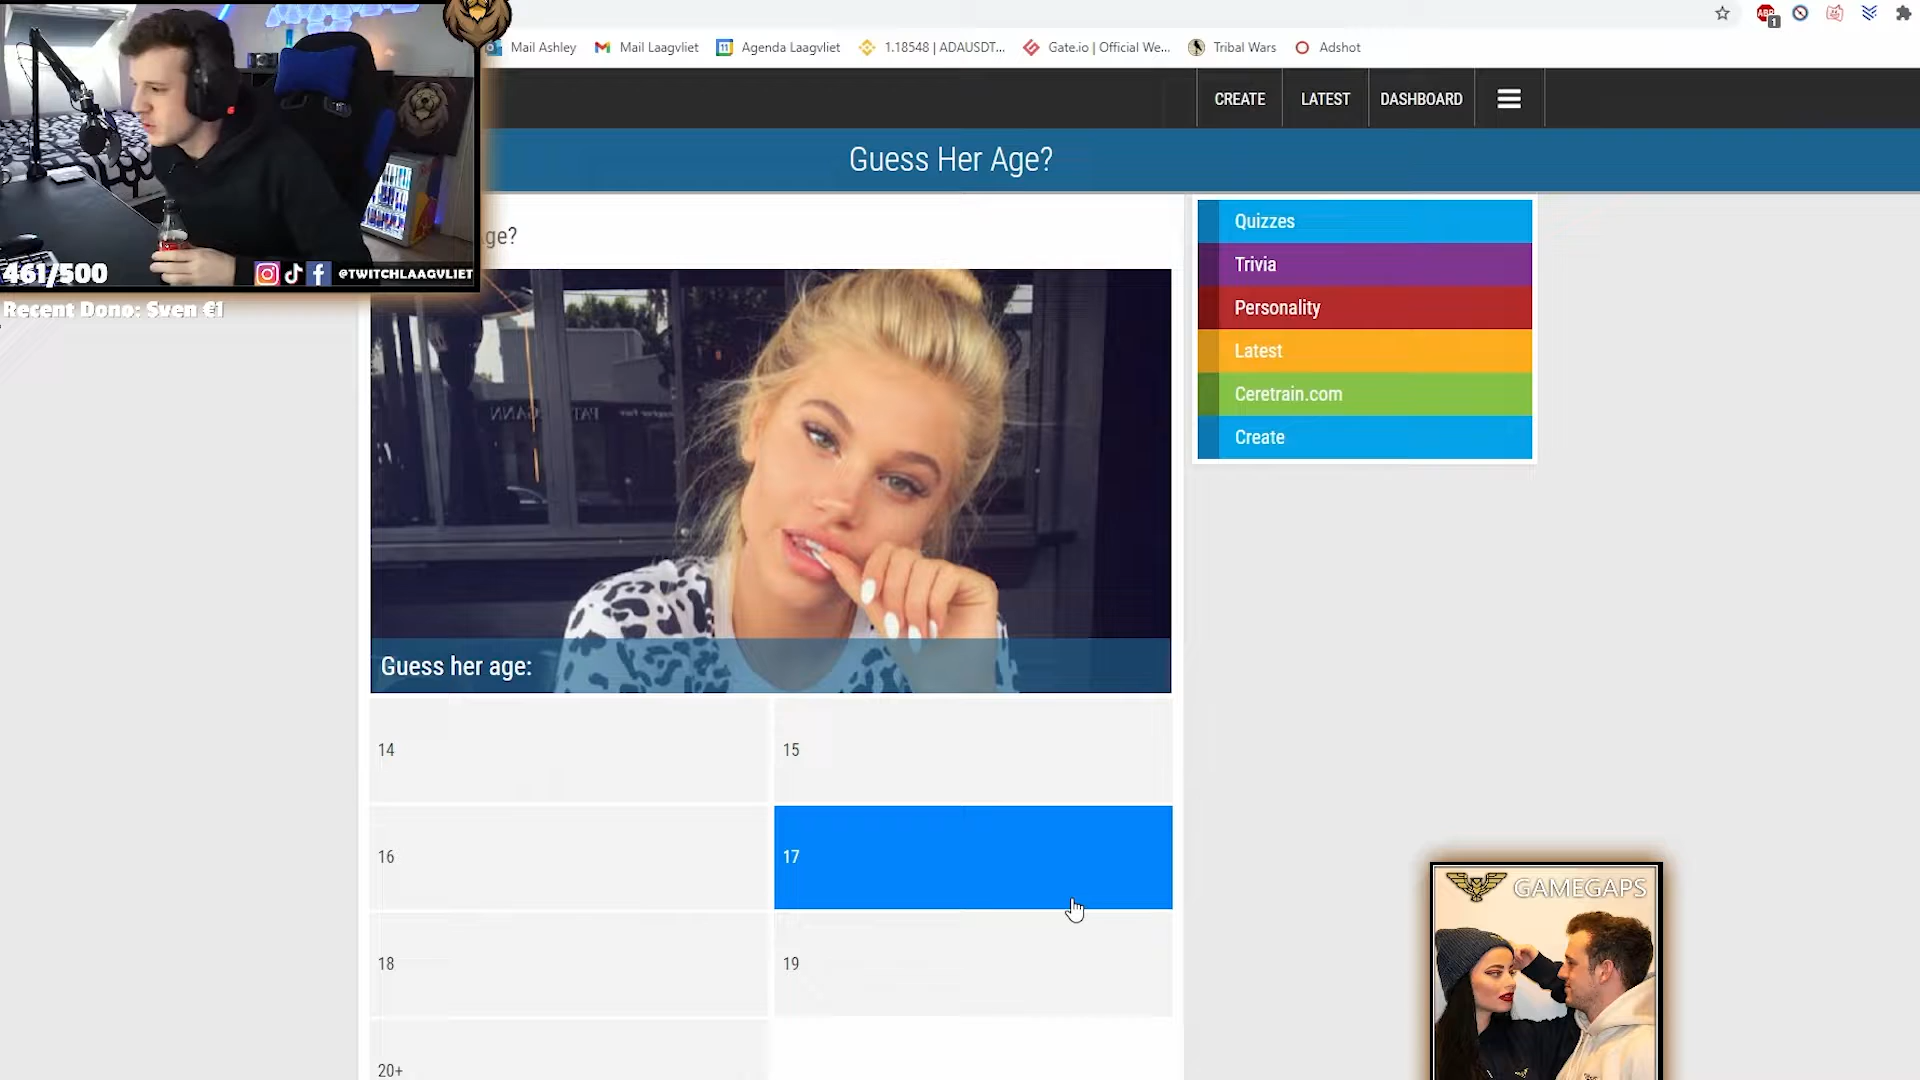 Mail Ashley
Mail Laagvliet
Agenda Laagvliet
1.18548 | ADAUSDT...
Gate.io | Official We...
Tribal Wars
Adshot
CREATE
LATEST
DASHBOARD
Guess Her Age?
ge?
461/500
@TWITCHLAAGVLIET
Recent Dono: Sven €1
Quizzes
Trivia
Personality
Latest
Ceretrain.com
Create
Guess her age:
14
15
16
17
18
19
20+
GAMEGAPS